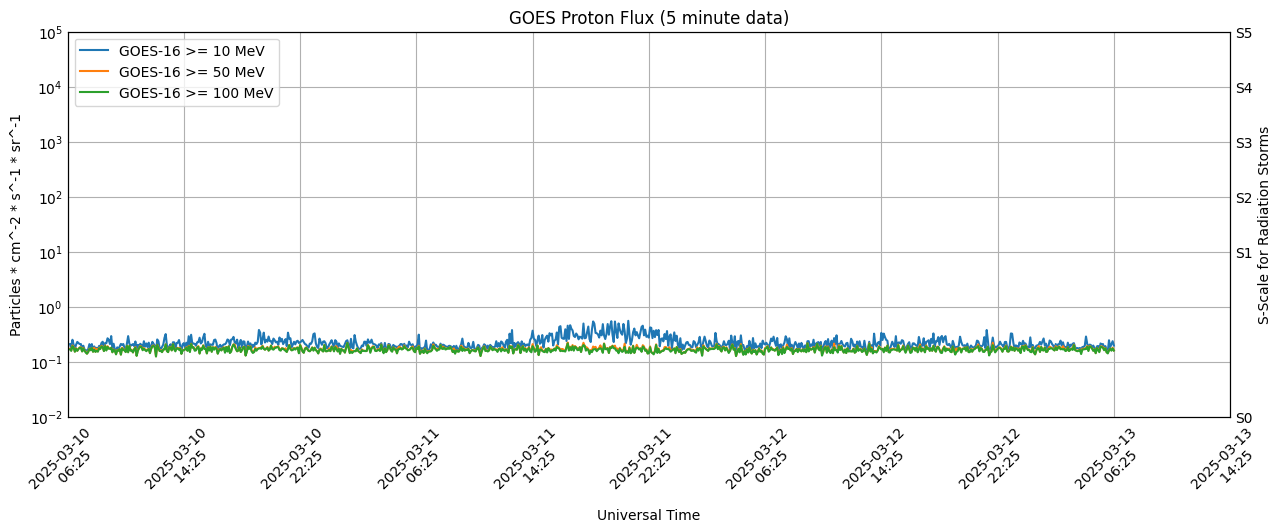 GOES Proton Flux (5 minute data)
GOES-16 >= 10 MeV
GOES-16 >= 50 MeV
GOES-16 >= 100 MeV
Particles * cm^-2 * s^-1 * sr^-1
10^5
10^4
10^3
10^2
10^1
10^0
10^-1
10^-2
S5
S4
S3
S2
S1
S0
S-Scale for Radiation Storms
2025-03-10
06:25
2025-03-10
14:25
2025-03-10
22:25
2025-03-11
06:25
2025-03-11
14:25
2025-03-11
22:25
2025-03-12
06:25
2025-03-12
14:25
2025-03-12
22:25
2025-03-13
06:25
2025-03-13
14:25
Universal Time